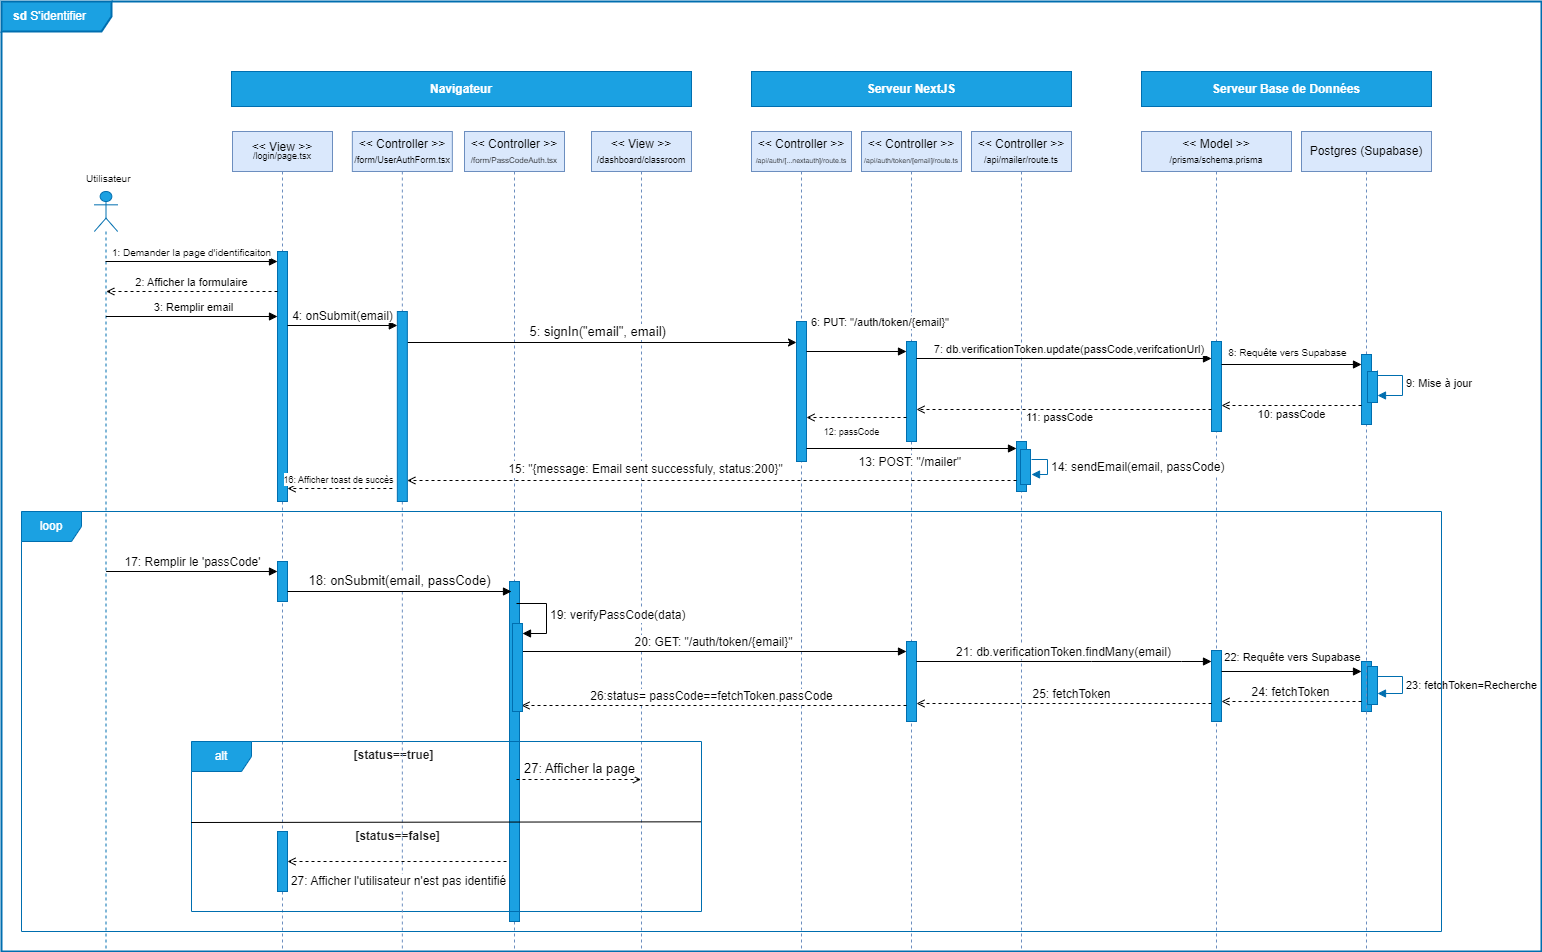 sd S'identifier
Navigateur
Serveur NextJS
Serveur Base de Données
<< View >>
/login/page.tsx
<< Controller >>
/form/UserAuthForm.tsx
<< Controller >>
/form/PassCodeAuth.tsx
<< View >>
/dashboard/classroom
<< Controller >>
/api/auth/[...nextauth]/route.ts
<< Controller >>
/api/auth/token/[email]/route.ts
<< Controller >>
/api/mailer/route.ts
<< Model >>
/prisma/schema.prisma
Postgres (Supabase)
Utilisateur
1: Demander la page d'identificaiton
2: Afficher la formulaire
3: Remplir email
4: onSubmit(email)
5: signIn("email", email)
6: PUT: "/auth/token/{email}"
7: db.verificationToken.update(passCode,verifcationUrl)
8: Requête vers Supabase
9: Mise à jour
10: passCode
11: passCode
12: passCode
13: POST: "/mailer"
14: sendEmail(email, passCode)
15: "{message: Email sent successfuly, status:200}"
16: Afficher toast de succès
loop
17: Remplir le 'passCode'
18: onSubmit(email, passCode)
19: verifyPassCode(data)
20: GET: "/auth/token/{email}"
21: db.verificationToken.findMany(email)
22: Requête vers Supabase
23: fetchToken=Recherche
24: fetchToken
25: fetchToken
26:status= passCode==fetchToken.passCode
alt
[status==true]
27: Afficher la page
[status==false]
27: Afficher l'utilisateur n'est pas identifié